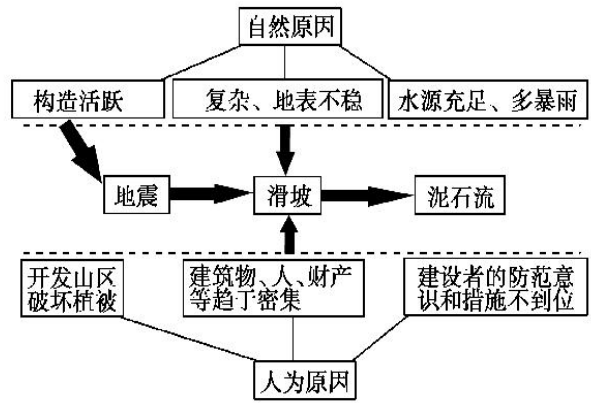 自然原因
构造活跃
复杂、地表不稳
水源充足、多暴雨
地震
滑坡
泥石流
开发山区
破坏植被
建筑物、人、财产
等趋于密集
建设者的防范意
识和措施不到位
人为原因